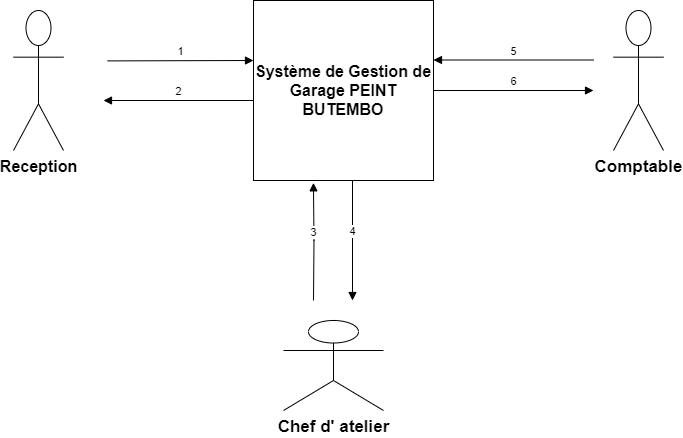 1
2
Système de Gestion de
Garage PEINT
BUTEMBO
5
6
Reception
Comptable
3
4
Chef d' atelier